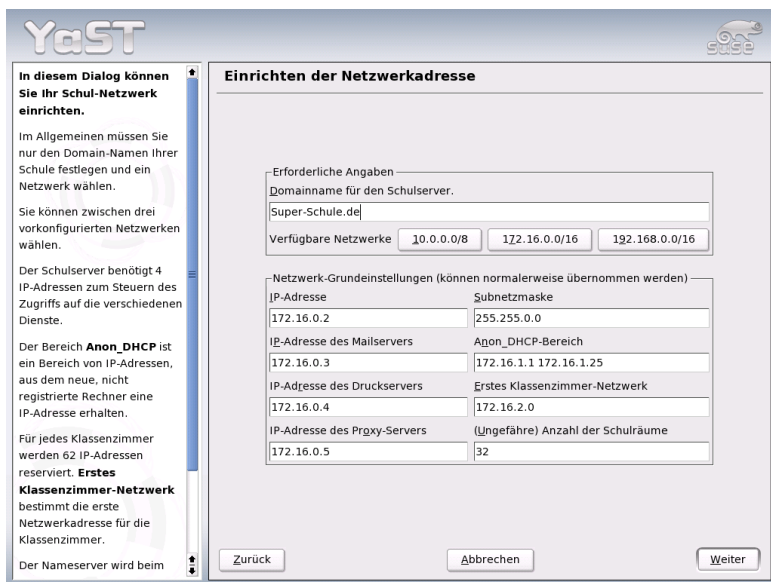 YaST
SUSE
In diesem Dialog können
Sie Ihr Schul-Netzwerk
einrichten.
Im Allgemeinen müssen Sie
nur den Domain-Namen Ihrer
Schule festlegen und ein
Netzwerk wählen.
Sie können zwischen drei
vorkonfigurierten Netzwerken
wählen.
Der Schulserver benötigt 4
IP-Adressen zum Steuern des
Zugriffs auf die verschiedenen
Dienste.
Der Bereich Anon_DHCP ist
ein Bereich von IP-Adressen,
aus dem neue, nicht
registrierte Rechner eine
IP-Adresse erhalten.
Für jedes Klassenzimmer
werden 62 IP-Adressen
reserviert. Erstes
Klassenzimmer-Netzwerk
bestimmt die erste
Netzwerkadresse für die
Klassenzimmer.
Der Nameserver wird beim
Einrichten der Netzwerkadresse
Erforderliche Angaben
Domainname für den Schulserver.
Super-Schule.de
Verfügbare Netzwerke 10.0.0.0/8 172.16.0.0/16 192.168.0.0/16
Netzwerk-Grundeinstellungen (können normalerweise übernommen werden)
IP-Adresse Subnetzmaske
172.16.0.2 255.255.0.0
IP-Adresse des Mailservers Anon_DHCP-Bereich
172.16.0.3 172.16.1.1 172.16.1.25
IP-Adresse des Druckservers Erstes Klassenzimmer-Netzwerk
172.16.0.4 172.16.2.0
IP-Adresse des Proxy-Servers (Ungefähre) Anzahl der Schulräume
172.16.0.5 32
Zurück Abbrechen Weiter